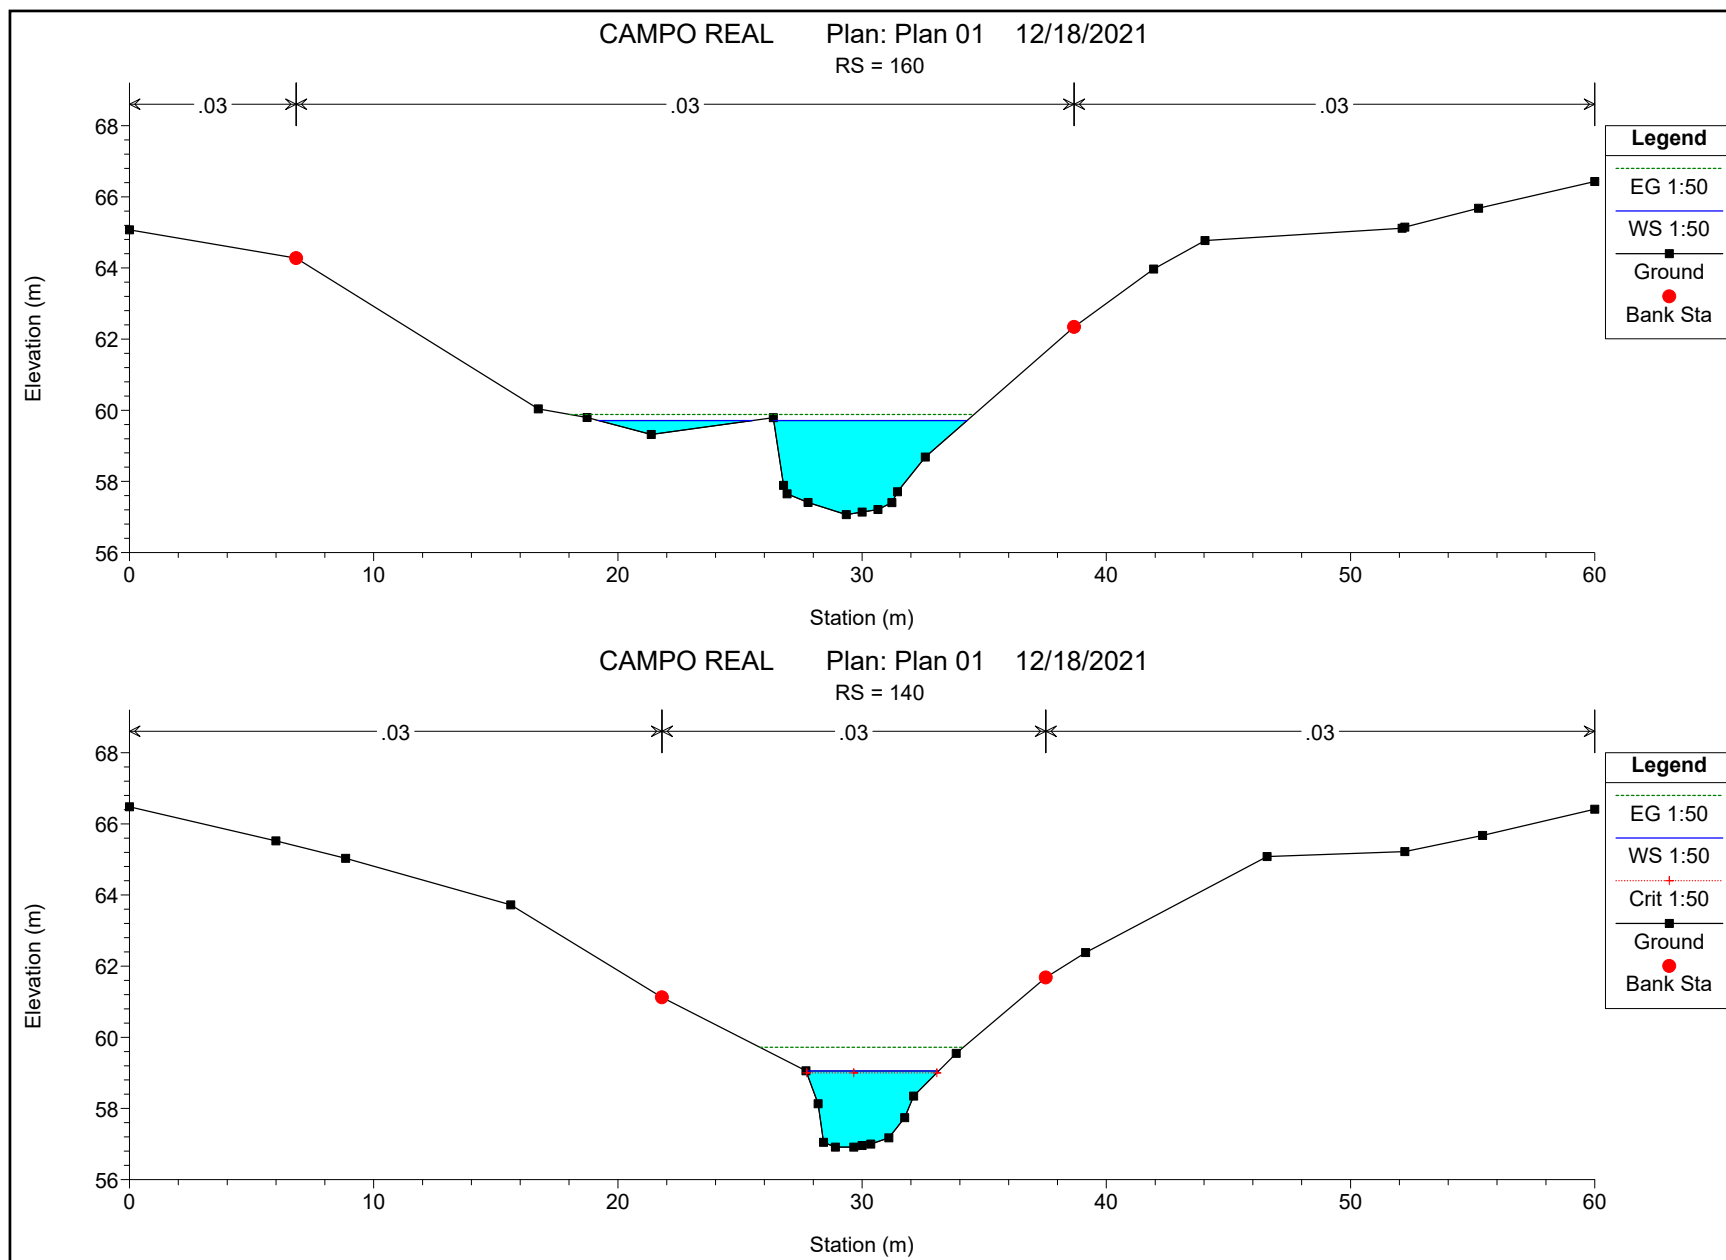 CAMPO REAL Plan: Plan 01 12/18/2021
RS = 160
.03 .03 .03
68
66
64
62
60
58
56
Elevation (m)
0 10 20 30 40 50 60
Station (m)
Legend
EG 1:50
WS 1:50
Ground
Bank Sta
CAMPO REAL Plan: Plan 01 12/18/2021
RS = 140
.03 .03 .03
68
66
64
62
60
58
56
Elevation (m)
0 10 20 30 40 50 60
Station (m)
Legend
EG 1:50
WS 1:50
Crit 1:50
Ground
Bank Sta